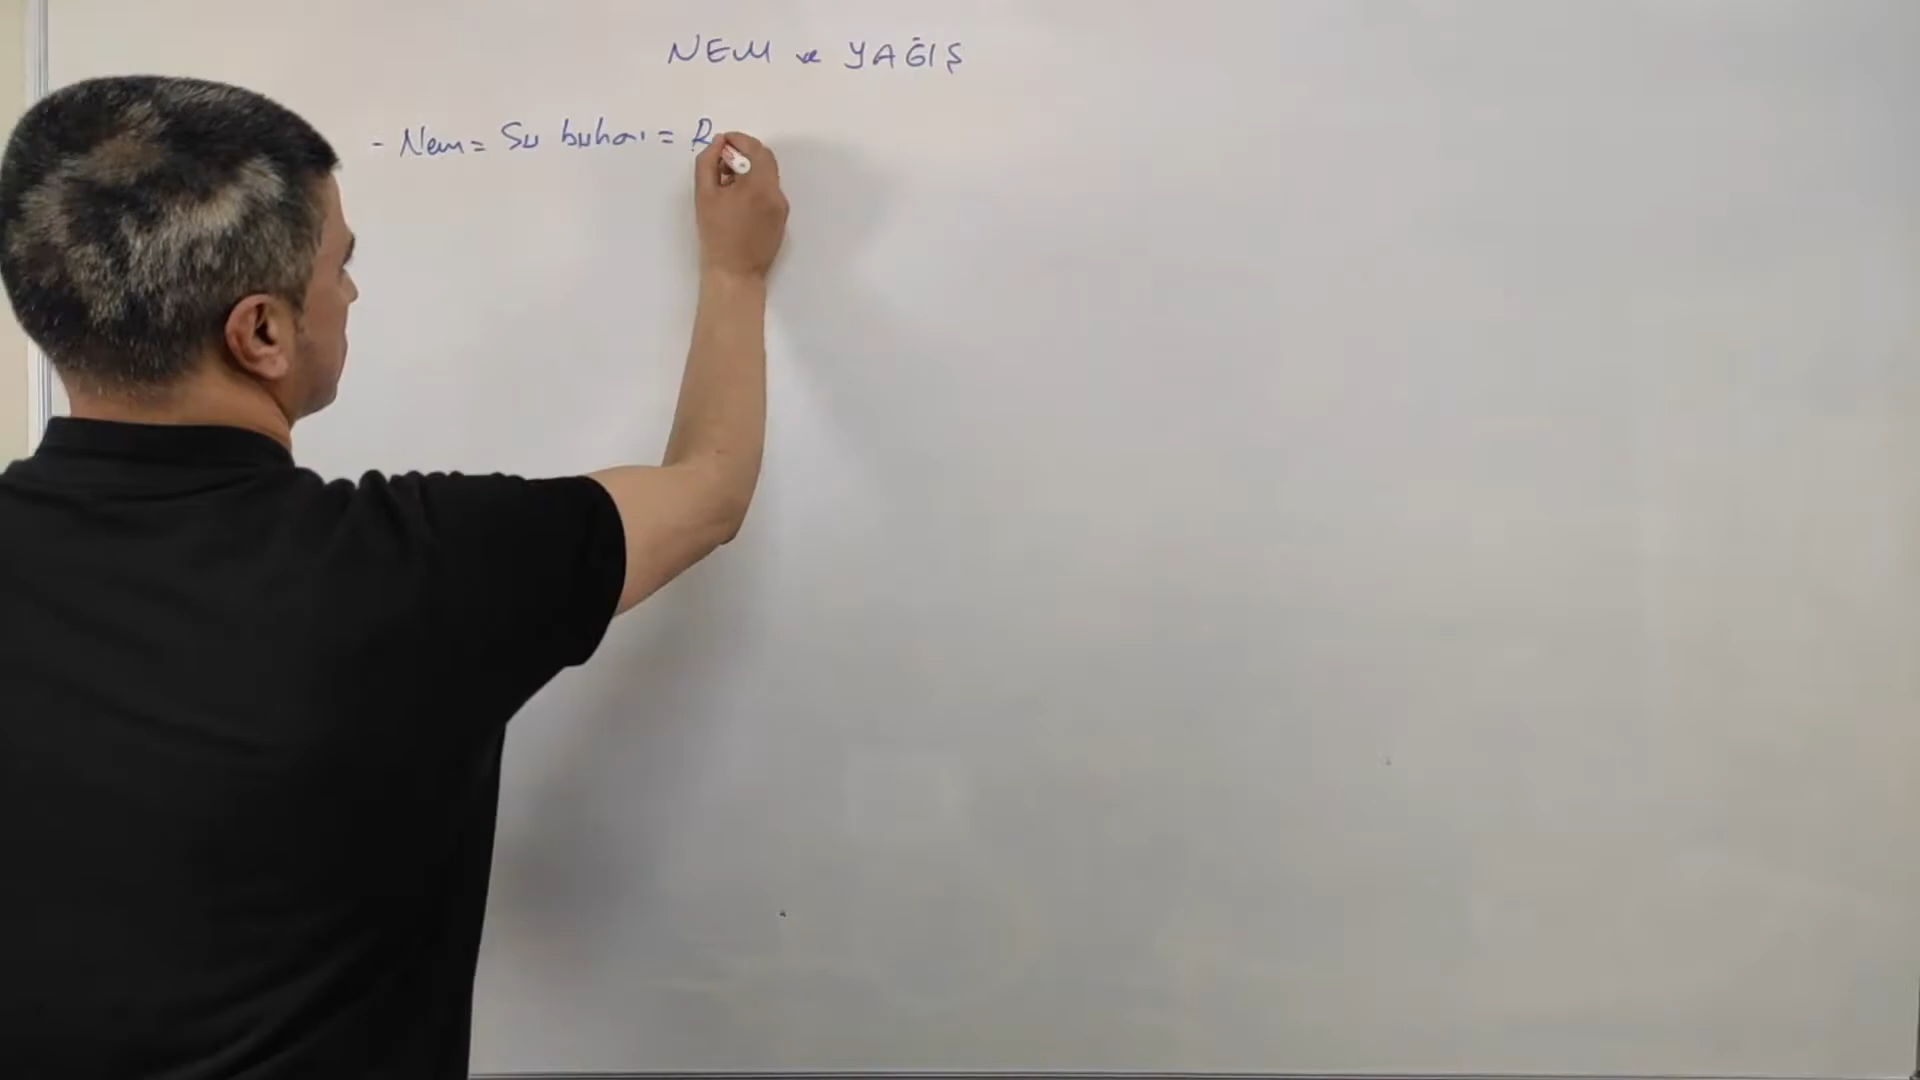 NEM ve YAĞIŞ
- Nem = Su buharı = R